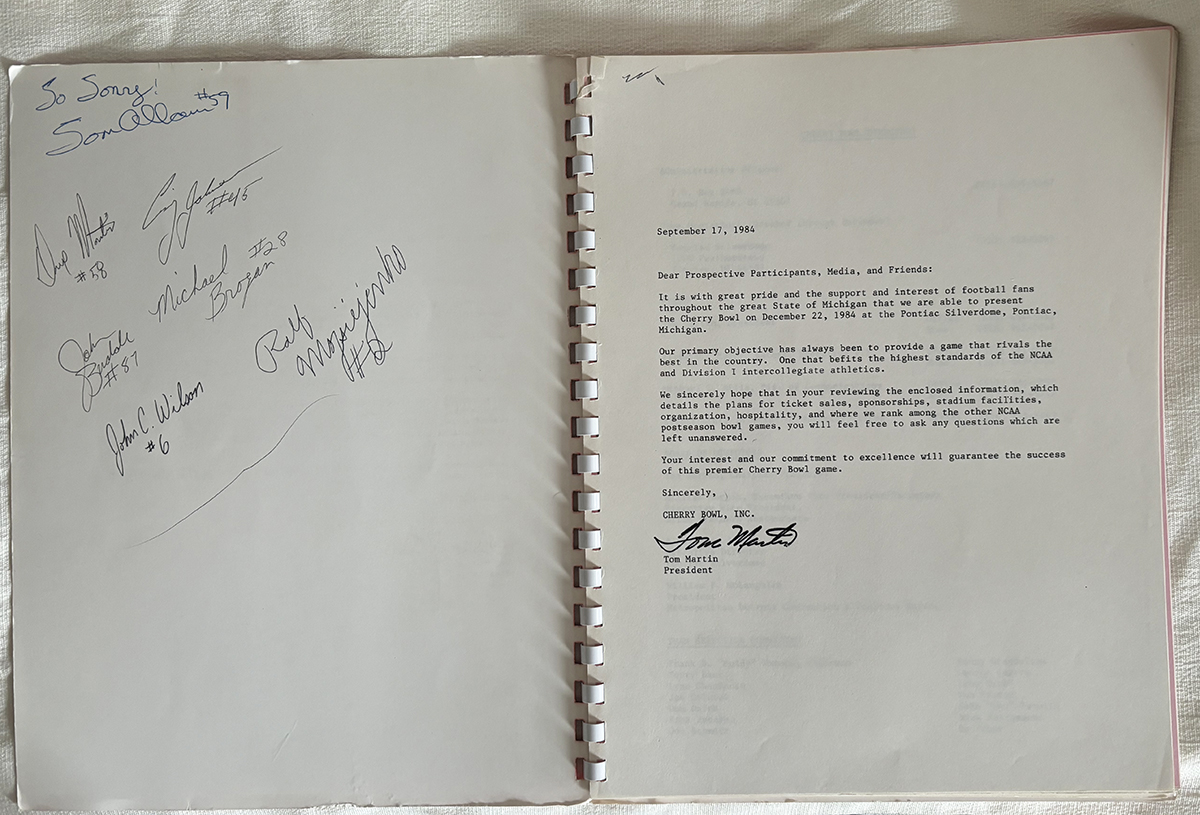 So Sorry!
#59
#58
#45
Michael #28
Brogan
John
Budde
#87
Ralf
Mojsiejenko
#2
John C. Wilson
#6
September 17, 1984
Dear Prospective Participants, Media, and Friends:
It is with great pride and the support and interest of football fans
throughout the great State of Michigan that we are able to present
the Cherry Bowl on December 22, 1984 at the Pontiac Silverdome, Pontiac,
Michigan.
Our primary objective has always been to provide a game that rivals the
best in the country. One that befits the highest standards of the NCAA
and Division I intercollegiate athletics.
We sincerely hope that in your reviewing the enclosed information, which
details the plans for ticket sales, sponsorships, stadium facilities,
organization, hospitality, and where we rank among the other NCAA
postseason bowl games, you will feel free to ask any questions which are
left unanswered.
Your interest and our commitment to excellence will guarantee the success
of this premier Cherry Bowl game.
Sincerely,
CHERRY BOWL, INC.
Tom Martin
Tom Martin
President